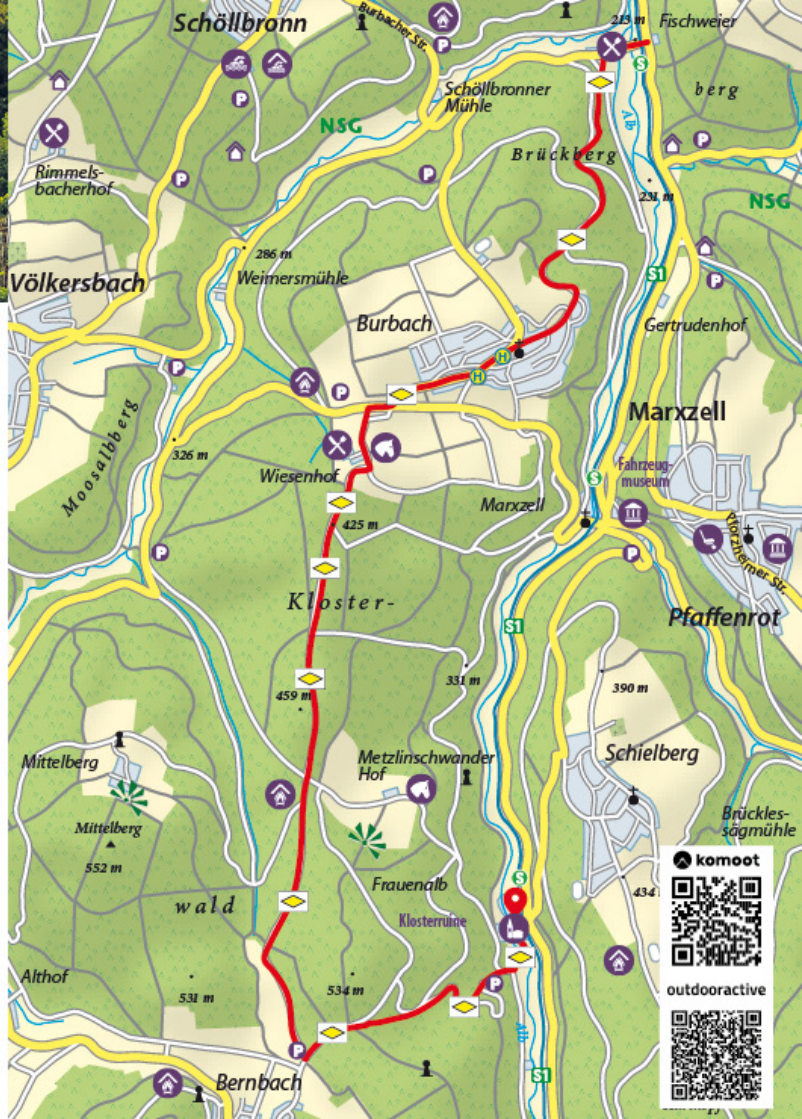 Schöllbronn
Burbacher Str.
213 m
Fischweier
Schöllbronner
Mühle
berg
Alb
NSG
Brückberg
Rimmels-
bacherhof
231 m
NSG
286 m
Weimersmühle
Völkersbach
S1
Burbach
Gertrudenhof
H
H
Marxzell
Moosalbberg
326 m
Fahrzeug-
museum
Wiesenhof
Marxzell
425 m
Pforzheimer Str.
Kloster-
S1
Pfaffenrot
331 m
390 m
459 m
Mittelberg
Metzlinschwander
Hof
Schielberg
Mittelberg
552 m
Brückles-
sägmühle
komoot
wald
Frauenalb
434
Klosterruine
Althof
531 m
534 m
outdooractive
Alb
Bernbach
S1